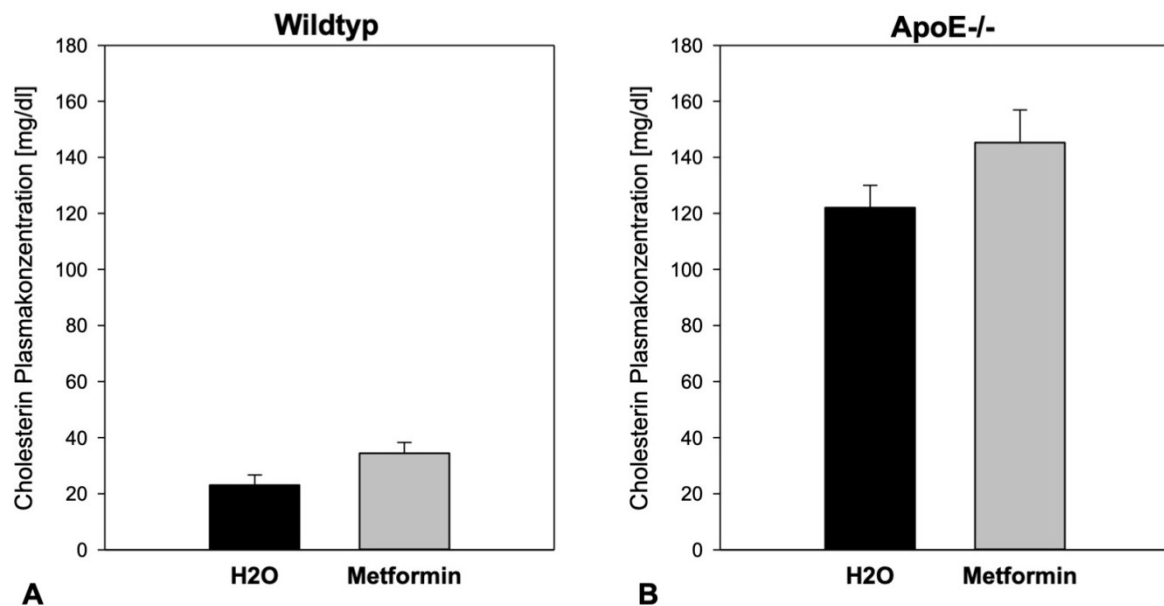 Wildtyp
Cholesterin Plasmakonzentration [mg/dl]
180
160
140
120
100
80
60
40
20
0
H2O Metformin
A
ApoE-/-
Cholesterin Plasmakonzentration [mg/dl]
180
160
140
120
100
80
60
40
20
0
H2O Metformin
B